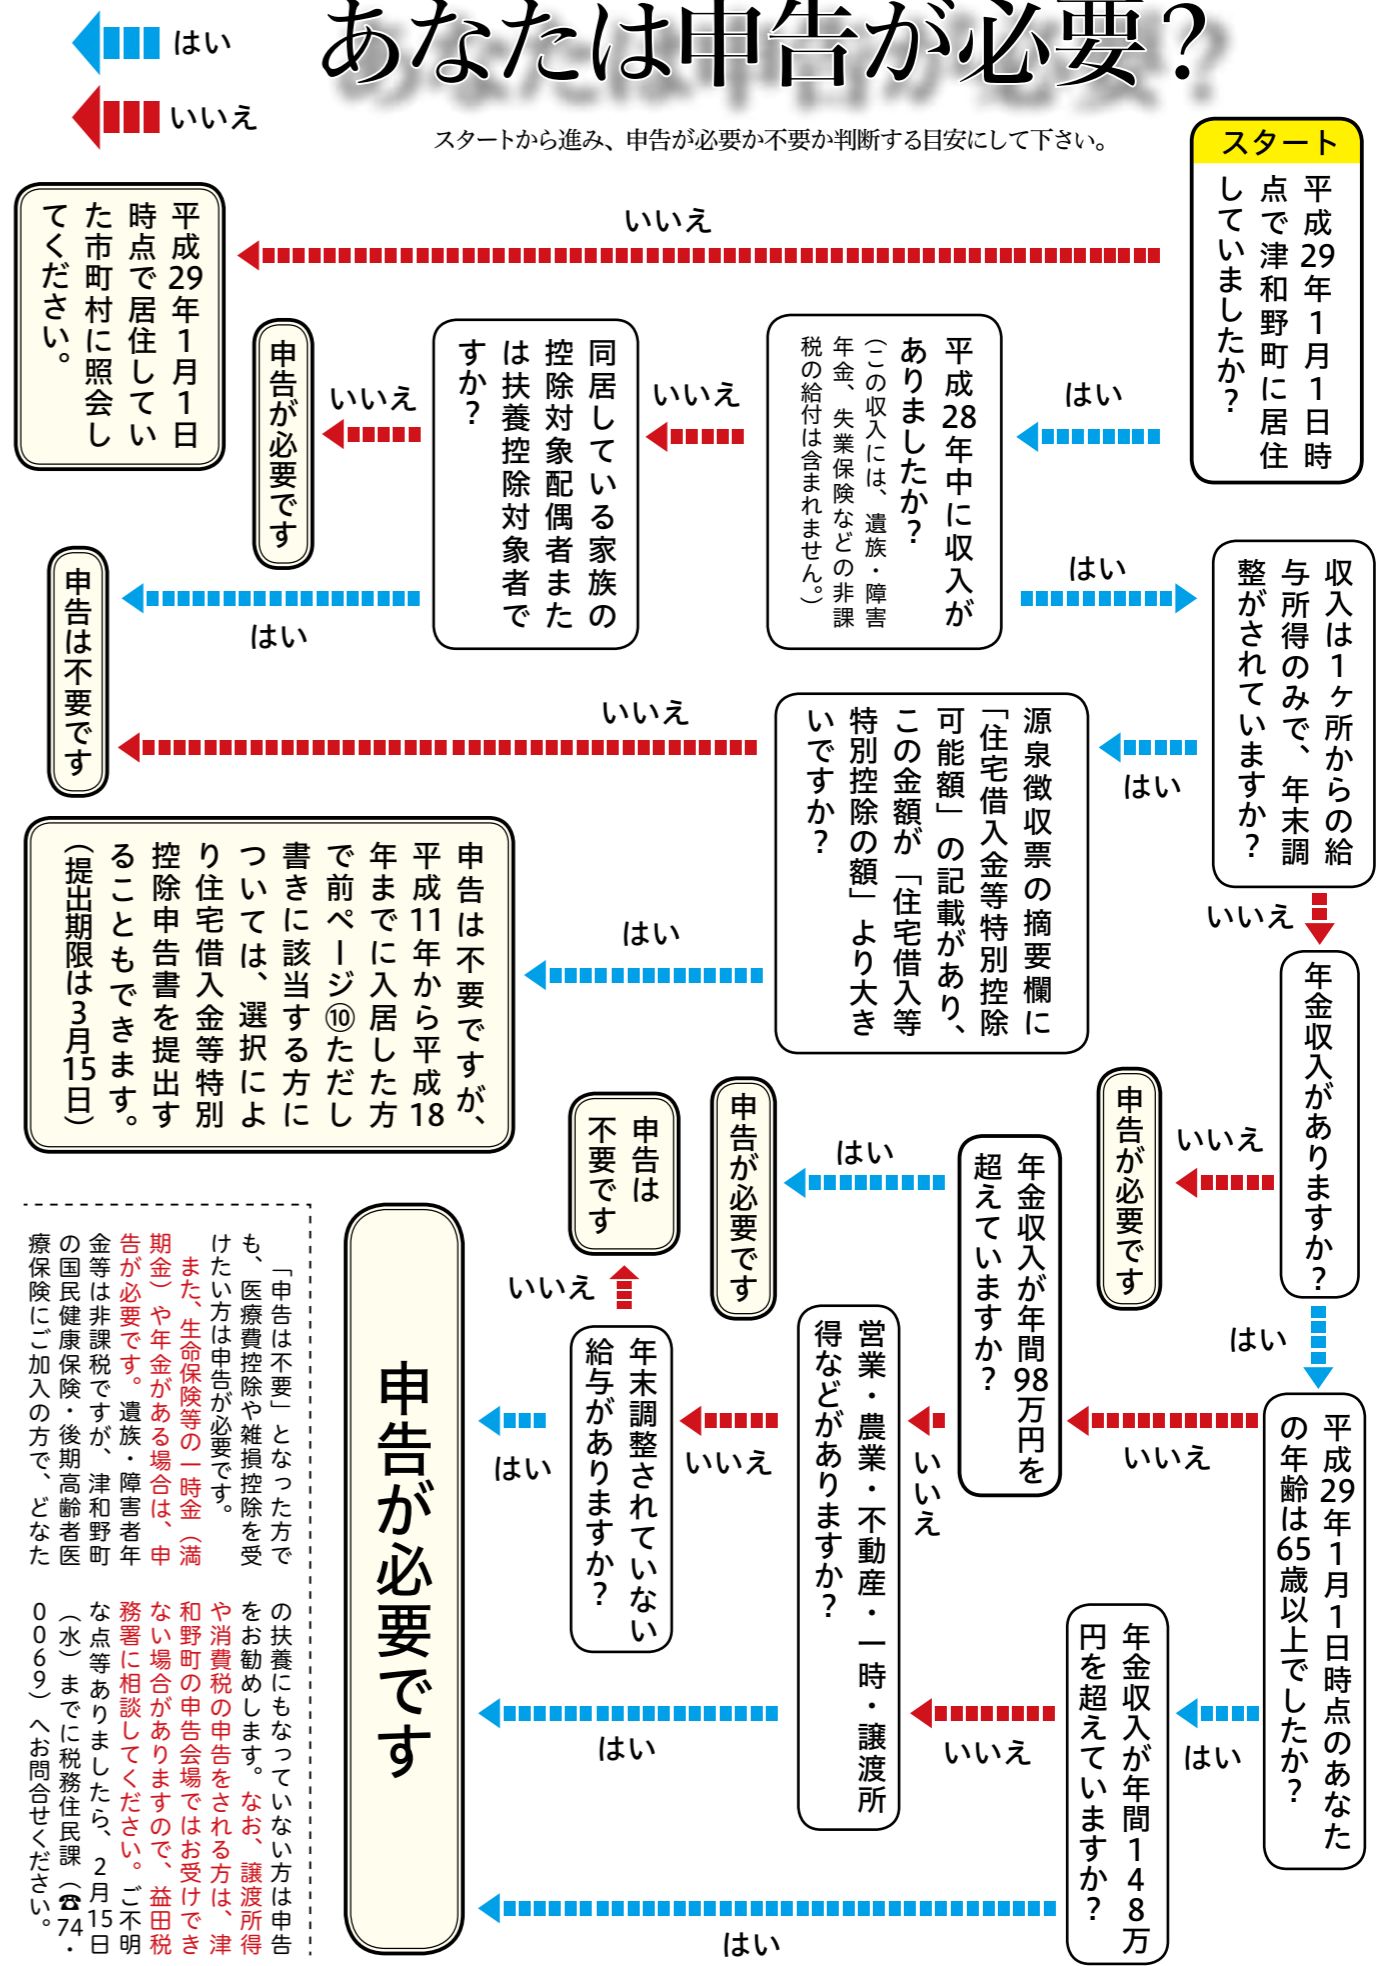 あなたは申告が必要？
はい
いいえ
スタートから進み、申告が必要か不要か判断する目安にして下さい。
スタート
平成29年１月１日時
点で津和野町に居住
していましたか？
いいえ
平成29年１月１日
時点で居住してい
た市町村に照会し
てください。
はい
平成28年中に収入が
ありましたか？
（この収入には、遺族・障害
年金、失業保険などの非課
税の給付は含まれません。）
いいえ
同居している家族の
控除対象配偶者また
は扶養控除対象者で
すか？
いいえ
申告が必要です
はい
申告は不要です
はい
収入は１ヶ所からの給
与所得のみで、年末調
整がされていますか？
はい
源泉徴収票の摘要欄に
「住宅借入金等特別控除
可能額」の記載があり、
この金額が「住宅借入等
特別控除の額」より大き
いですか？
いいえ
はい
申告は不要ですが、
平成11年から平成18
年までに入居した方
で前ページ⑩ただし
書きに該当する方に
ついては、選択によ
り住宅借入金等特別
控除申告書を提出す
ることもできます。
（提出期限は３月15日）
いいえ
年金収入がありますか？
いいえ
申告が必要です
はい
平成29年１月１日時点のあなた
の年齢は65歳以上でしたか？
いいえ
年金収入が年間98万円を
超えていますか？
はい
申告が必要です
いいえ
はい
年金収入が年間１４８万
円を超えていますか？
いいえ
はい
営業・農業・不動産・一時・譲渡所
得などがありますか？
いいえ
はい
年末調整されていない
給与がありますか？
いいえ
申告は
不要です
はい
申告が必要です
「申告は不要」となった方で
も、医療費控除や雑損控除を受
けたい方は申告が必要です。
また、生命保険等の一時金（満
期金）や年金がある場合は、申
告が必要です。遺族・障害者年
金等は非課税ですが、津和野町
の国民健康保険・後期高齢者医
療保険にご加入の方で、どなた
の扶養にもなっていない方は申告
をお勧めします。なお、譲渡所得
や消費税の申告をされる方は、津
和野町の申告会場ではお受けでき
ない場合がありますので、益田税
務署に相談してください。ご不明
な点等ありましたら、２月15日
（水）までに税務住民課（☎74・
００６９）へお問合せください。